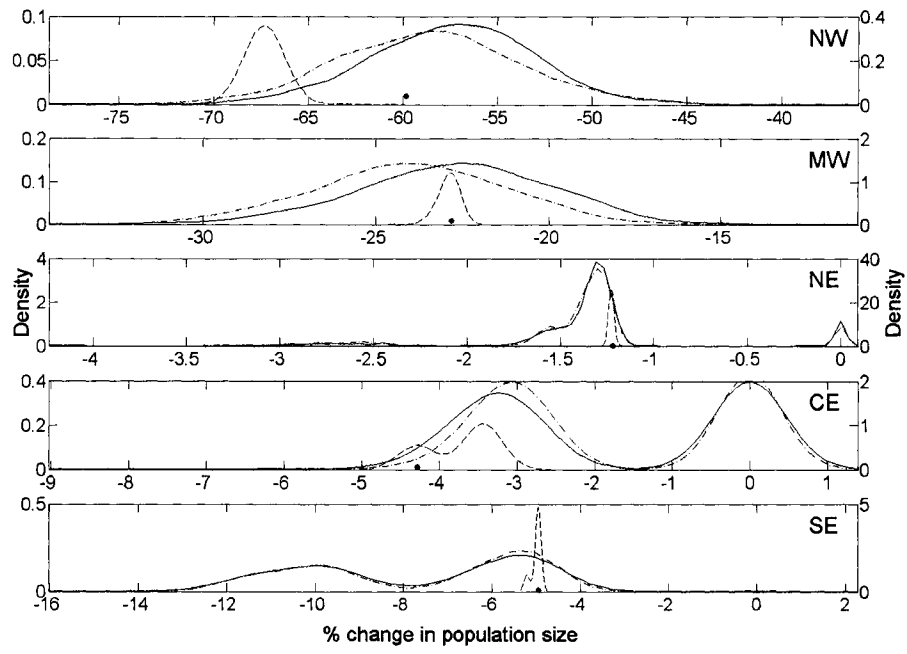 0.1 0.4
0.05 NW 0.2
0 0
-75 -70 -65 -60 -55 -50 -45 -40
0.2 2
0.1 MW 1
0 0
-30 -25 -20 -15
4 40
2 NE 20
0 0
-4 -3.5 -3 -2.5 -2 -1.5 -1 -0.5 0
Density Density
0.4 2
0.2 CE 1
0 0
-9 -8 -7 -6 -5 -4 -3 -2 -1 0 1
0.5 5
SE
0 0
-16 -14 -12 -10 -8 -6 -4 -2 0 2
% change in population size